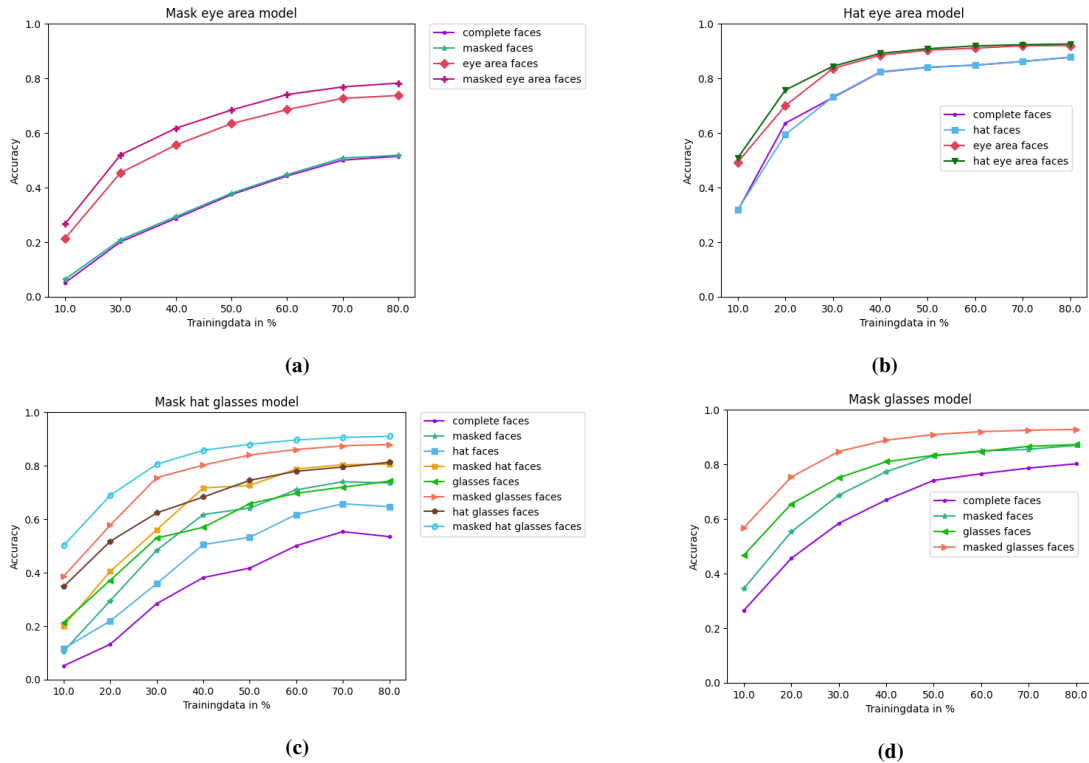 Mask eye area model
1.0
0.8
0.6
0.4
0.2
0.0
Accuracy
10.0 30.0 40.0 50.0 60.0 70.0 80.0
Trainingdata in %
complete faces
masked faces
eye area faces
masked eye area faces
(a)
Hat eye area model
1.0
0.8
0.6
0.4
0.2
0.0
Accuracy
10.0 20.0 30.0 40.0 50.0 60.0 70.0 80.0
Trainingdata in %
complete faces
hat faces
eye area faces
hat eye area faces
(b)
Mask hat glasses model
1.0
0.8
0.6
0.4
0.2
0.0
Accuracy
10.0 20.0 30.0 40.0 50.0 60.0 70.0 80.0
Trainingdata in %
complete faces
masked faces
hat faces
masked hat faces
glasses faces
masked glasses faces
hat glasses faces
masked hat glasses faces
(c)
Mask glasses model
1.0
0.8
0.6
0.4
0.2
0.0
Accuracy
10.0 20.0 30.0 40.0 50.0 60.0 70.0 80.0
Trainingdata in %
complete faces
masked faces
glasses faces
masked glasses faces
(d)